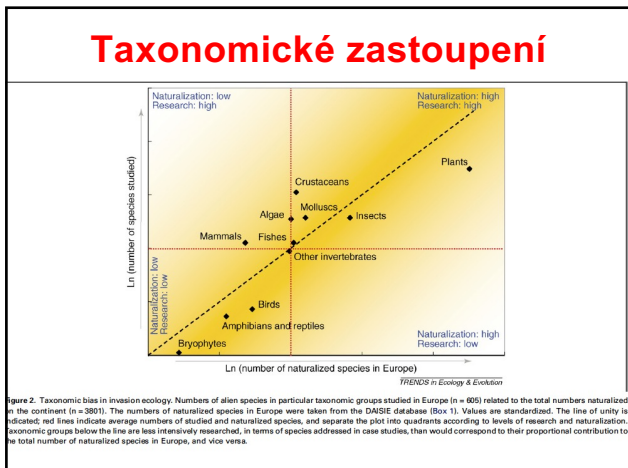 Taxonomické zastoupení
Naturalization: low
Research: high
Naturalization: high
Research: high
Plants
Crustaceans
Algae
Molluscs
Insects
Mammals
Fishes
Other invertebrates
Birds
Amphibians and reptiles
Bryophytes
Naturalization: low
Research: low
Naturalization: high
Research: low
Ln (number of species studied)
Ln (number of naturalized species in Europe)
TRENDS in Ecology & Evolution
Figure 2. Taxonomic bias in invasion ecology. Numbers of alien species in particular taxonomic groups studied in Europe (n = 605) related to the total numbers naturalized
on the continent (n = 3801). The numbers of naturalized species in Europe were taken from the DAISIE database (Box 1). Values are standardized. The line of unity is
indicated; red lines indicate average numbers of studied and naturalized species, and separate the plot into quadrants according to levels of research and naturalization.
Taxonomic groups below the line are less intensively researched, in terms of species addressed in case studies, than would correspond to their proportional contribution to
the total number of naturalized species in Europe, and vice versa.